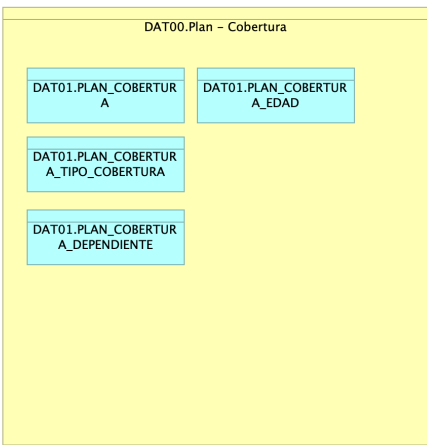 DAT00.Plan – Cobertura
DAT01.PLAN_COBERTUR
A
DAT01.PLAN_COBERTUR
A_EDAD
DAT01.PLAN_COBERTUR
A_TIPO_COBERTURA
DAT01.PLAN_COBERTUR
A_DEPENDIENTE